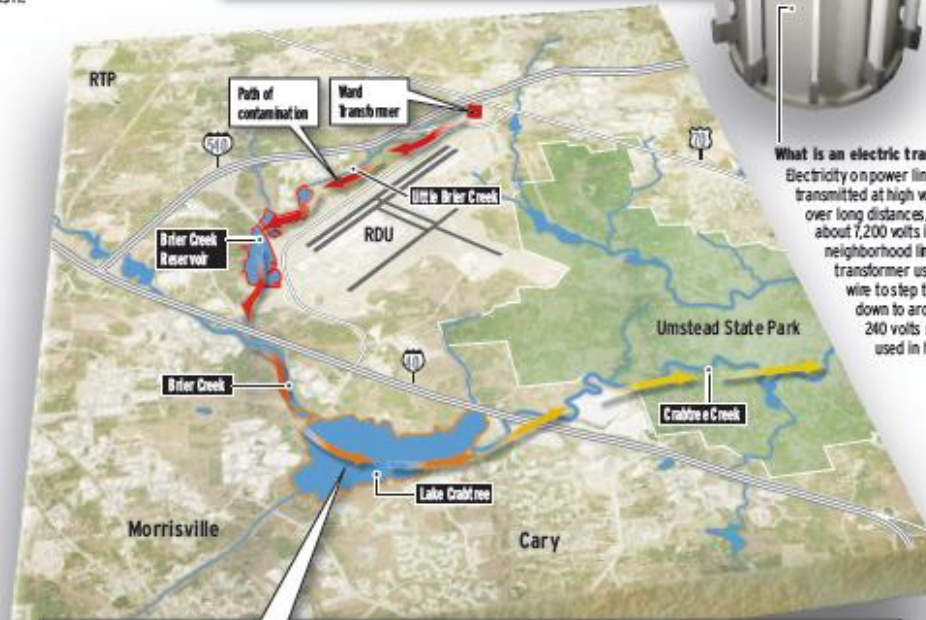 RTP
Path of
contamination
Ward
Transformer
540
70
Little Brier Creek
Brier Creek
Reservoir
RDU
Umstead State Park
40
Brier Creek
Crabtree Creek
Lake Crabtree
Morrisville
Cary
What is an electric tra
Electricity on power lin
transmitted at high v
over long distances,
about 7,200 volts i
neighborhood lin
transformer us
wire to step t
down to aro
240 volts
used in